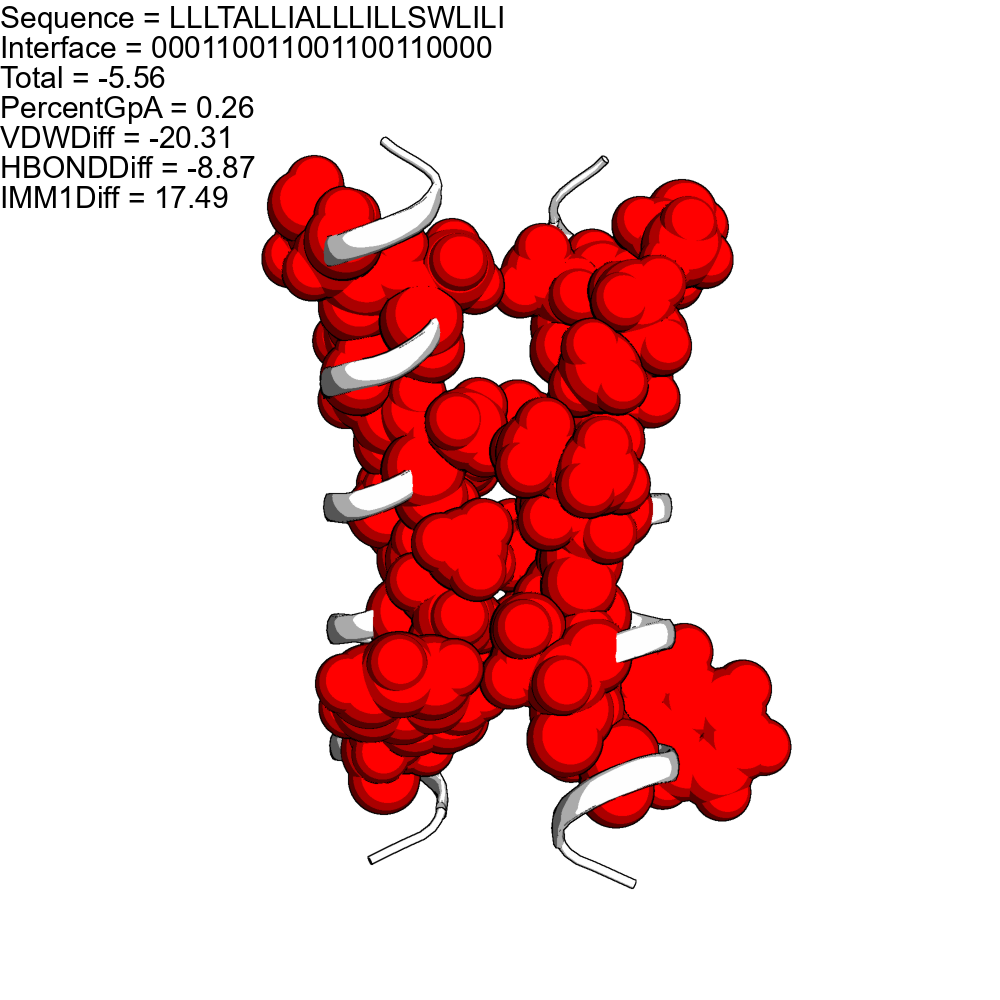 Sequence = LLLTALLIALLLILLSWLILI
Interface = 000110011001100110000
Total = -5.56
PercentGpA = 0.26
VDWDiff = -20.31
HBONDDiff = -8.87
IMM1Diff = 17.49